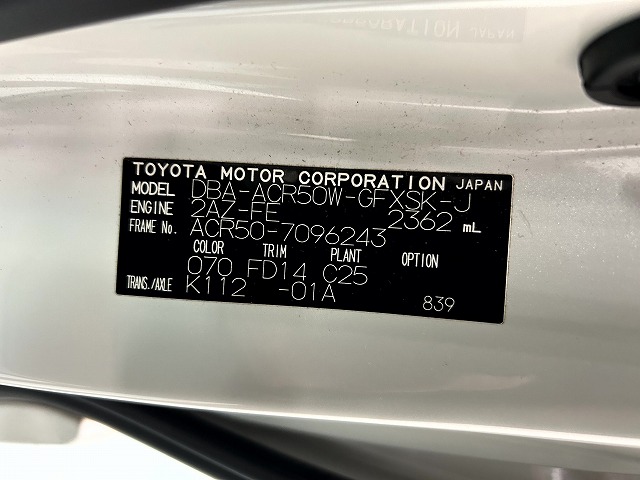 TOYOTA MOTOR CORPORATION JAPAN
MODEL DBA-ACR50W-GFXSK-J
ENGINE 2AZ-FE 2362 mL
FRAME No. ACR50-7096243
COLOR TRIM PLANT OPTION
070 FD14 C25
TRANS./AXLE K112 -01A
839